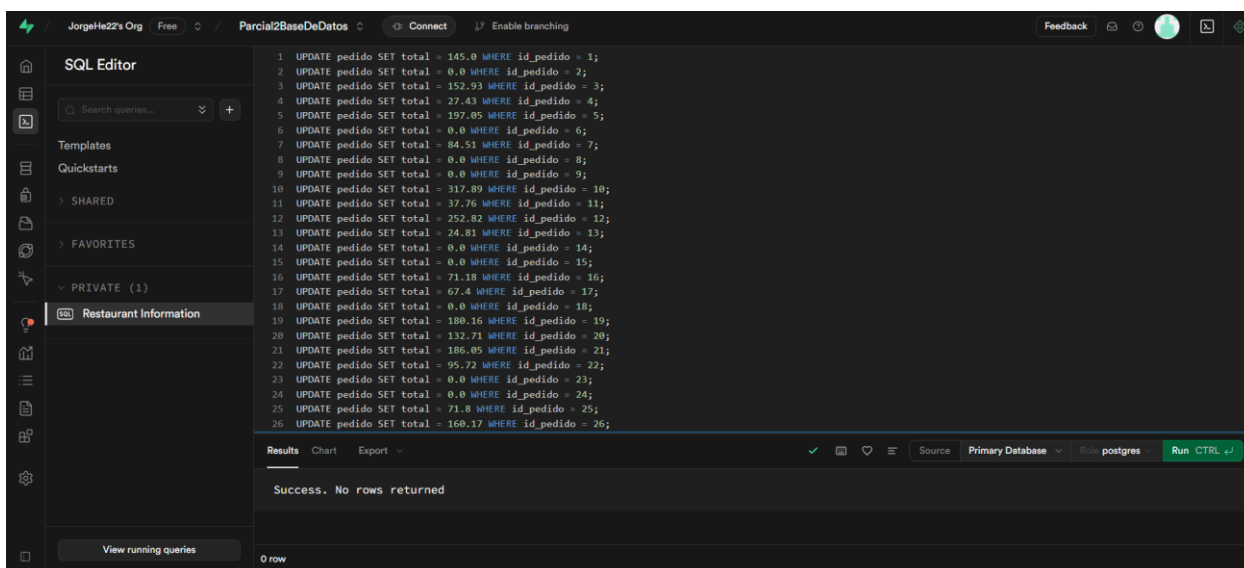 JorgeHe22's Org Free / Parcial2BaseDeDatos Connect Enable branching Feedback
SQL Editor
Search queries...
Templates
Quickstarts
SHARED
FAVORITES
PRIVATE (1)
SQL Restaurant Information
View running queries
1 UPDATE pedido SET total = 145.0 WHERE id_pedido = 1;
2 UPDATE pedido SET total = 0.0 WHERE id_pedido = 2;
3 UPDATE pedido SET total = 152.93 WHERE id_pedido = 3;
4 UPDATE pedido SET total = 27.43 WHERE id_pedido = 4;
5 UPDATE pedido SET total = 197.05 WHERE id_pedido = 5;
6 UPDATE pedido SET total = 0.0 WHERE id_pedido = 6;
7 UPDATE pedido SET total = 84.51 WHERE id_pedido = 7;
8 UPDATE pedido SET total = 0.0 WHERE id_pedido = 8;
9 UPDATE pedido SET total = 0.0 WHERE id_pedido = 9;
10 UPDATE pedido SET total = 317.89 WHERE id_pedido = 10;
11 UPDATE pedido SET total = 37.76 WHERE id_pedido = 11;
12 UPDATE pedido SET total = 252.82 WHERE id_pedido = 12;
13 UPDATE pedido SET total = 24.81 WHERE id_pedido = 13;
14 UPDATE pedido SET total = 0.0 WHERE id_pedido = 14;
15 UPDATE pedido SET total = 0.0 WHERE id_pedido = 15;
16 UPDATE pedido SET total = 71.18 WHERE id_pedido = 16;
17 UPDATE pedido SET total = 67.4 WHERE id_pedido = 17;
18 UPDATE pedido SET total = 0.0 WHERE id_pedido = 18;
19 UPDATE pedido SET total = 180.16 WHERE id_pedido = 19;
20 UPDATE pedido SET total = 132.71 WHERE id_pedido = 20;
21 UPDATE pedido SET total = 186.05 WHERE id_pedido = 21;
22 UPDATE pedido SET total = 95.72 WHERE id_pedido = 22;
23 UPDATE pedido SET total = 0.0 WHERE id_pedido = 23;
24 UPDATE pedido SET total = 0.0 WHERE id_pedido = 24;
25 UPDATE pedido SET total = 71.8 WHERE id_pedido = 25;
26 UPDATE pedido SET total = 160.17 WHERE id_pedido = 26;
Results Chart Export Source Primary Database Role postgres Run CTRL
Success. No rows returned
0 row